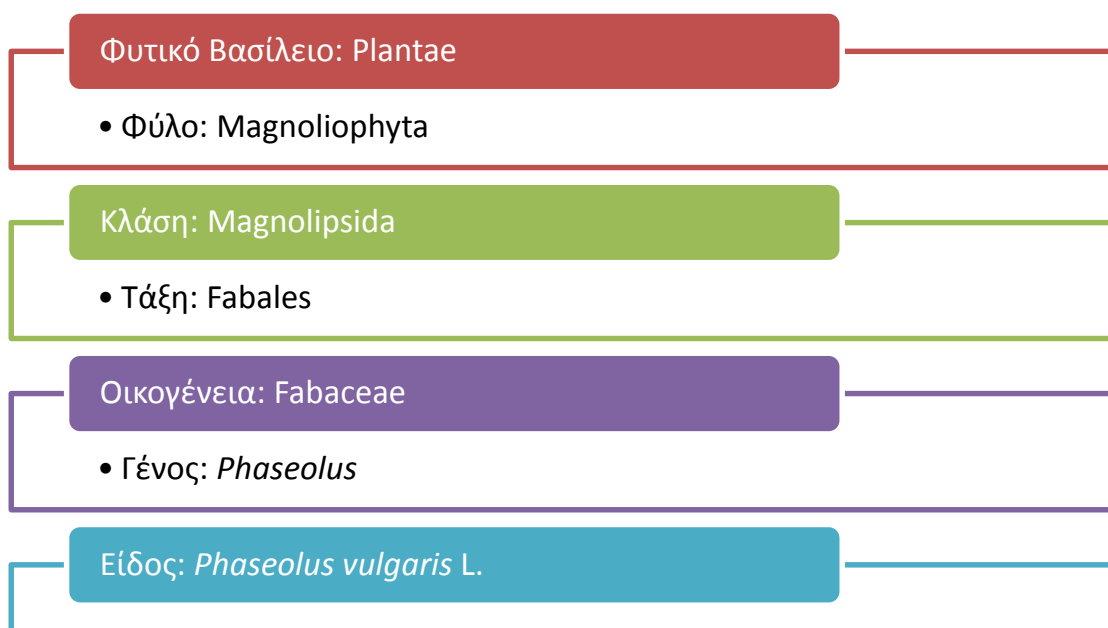 Φυτικό Βασίλειο: Plantae
• Φύλο: Magnoliophyta
Κλάση: Magnolipsida
• Τάξη: Fabales
Οικογένεια: Fabaceae
• Γένος: Phaseolus
Είδος: Phaseolus vulgaris L.